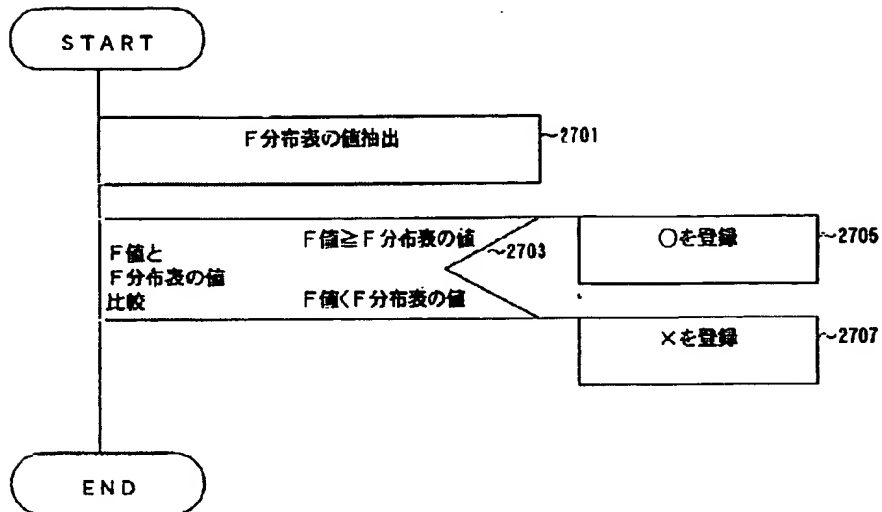 START
F分布表の値抽出
~2701
F値と
F分布表の値
比較
F値≧F分布表の値
~2703
F値<F分布表の値
○を登録
~2705
×を登録
~2707
END